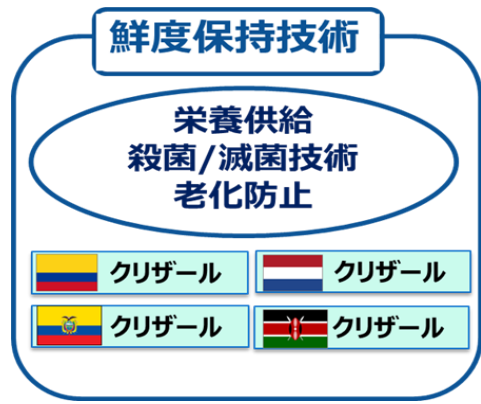 鮮度保持技術
栄養供給
殺菌/滅菌技術
老化防止
クリザール
クリザール
クリザール
クリザール